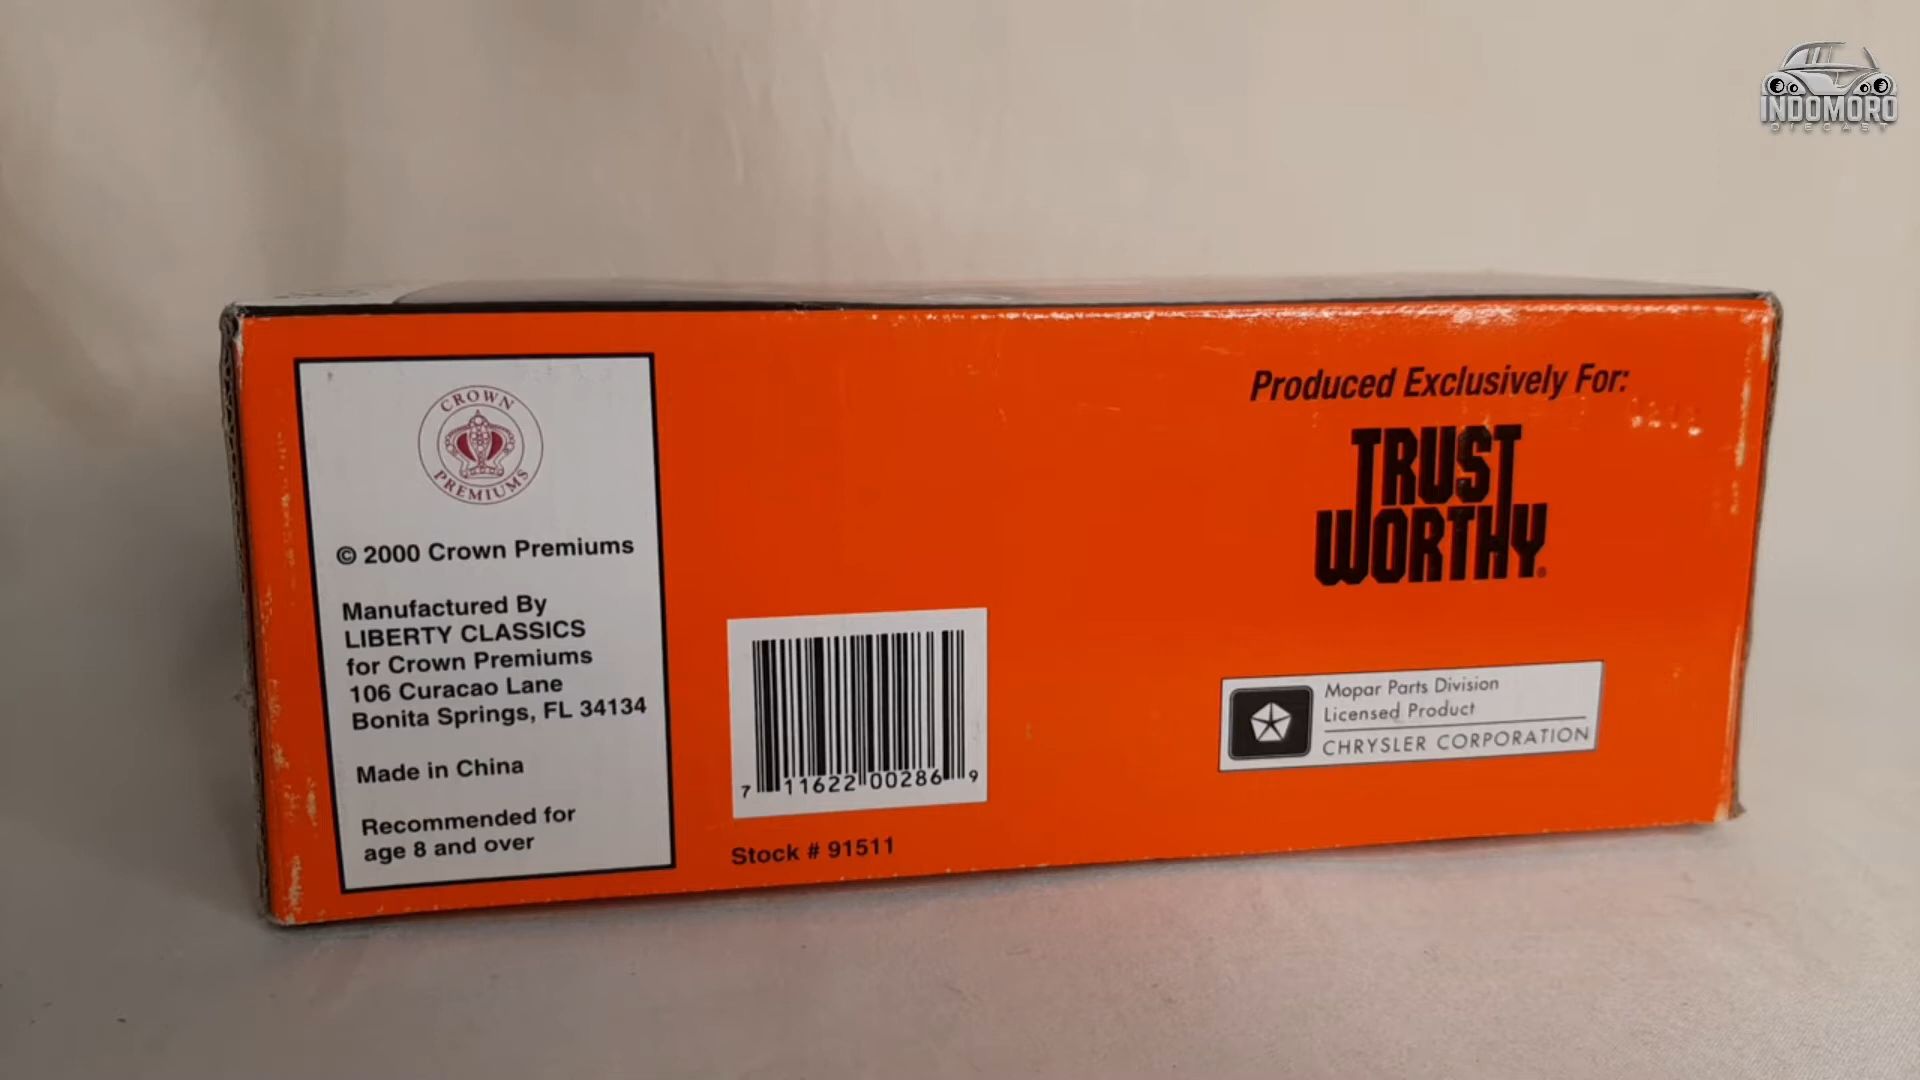 INDOMORO
DIECAST
CROWN
PREMIUMS
© 2000 Crown Premiums
Manufactured By
LIBERTY CLASSICS
for Crown Premiums
106 Curacao Lane
Bonita Springs, FL 34134
Made in China
Recommended for
age 8 and over
7 11622 00286 9
Stock # 91511
Produced Exclusively For:
TRUST
WORTHY®
Mopar Parts Division
Licensed Product
CHRYSLER CORPORATION